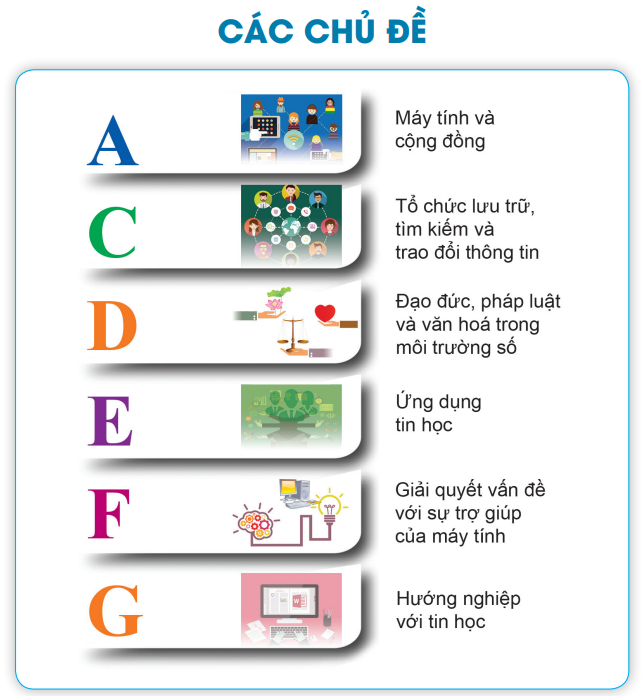 CÁC CHỦ ĐỀ
A
Máy tính và
cộng đồng
C
Tổ chức lưu trữ,
tìm kiếm và
trao đổi thông tin
D
Đạo đức, pháp luật
và văn hoá trong
môi trường số
E
Ứng dụng
tin học
F
Giải quyết vấn đề
với sự trợ giúp
của máy tính
G
Hướng nghiệp
với tin học